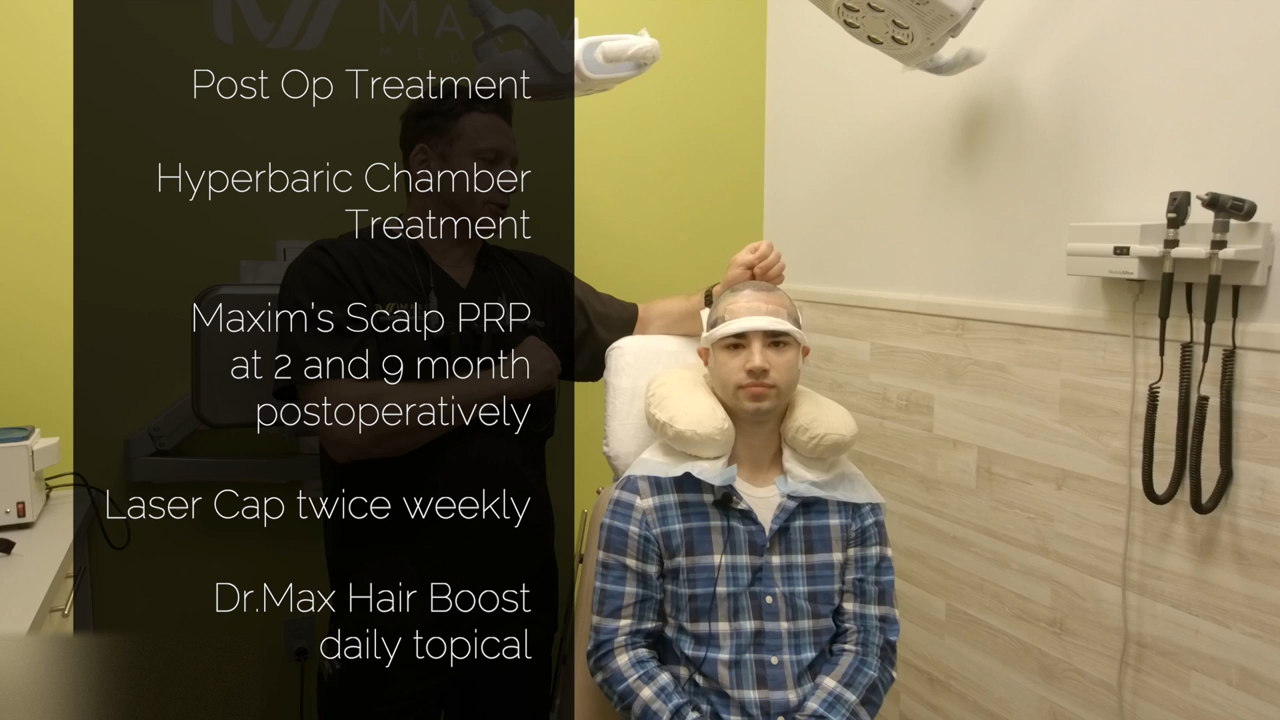 Post Op Treatment
Hyperbaric Chamber
Treatment
Maxim's Scalp PRP
at 2 and 9 month
postoperatively
Laser Cap twice weekly
Dr.Max Hair Boost
daily topical